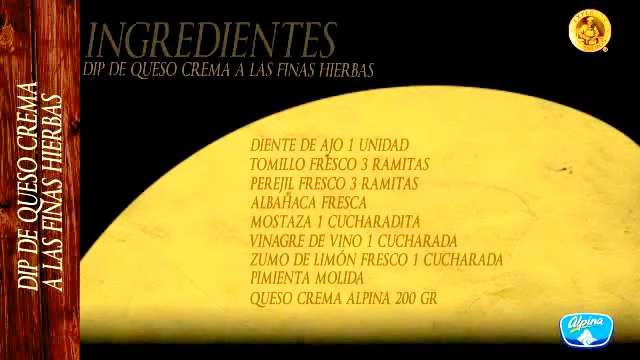 INGREDIENTES
DIP DE QUESO CREMA A LAS FINAS HIERBAS
DIP DE QUESO CREMA
A LAS FINAS HIERBAS
DIENTE DE AJO 1 UNIDAD
TOMILLO FRESCO 3 RAMITAS
PEREJIL FRESCO 3 RAMITAS
ALBAHACA FRESCA
MOSTAZA 1 CUCHARADITA
VINAGRE DE VINO 1 CUCHARADA
ZUMO DE LIMÓN FRESCO 1 CUCHARADA
PIMIENTA MOLIDA
QUESO CREMA ALPINA 200 GR
Alpina